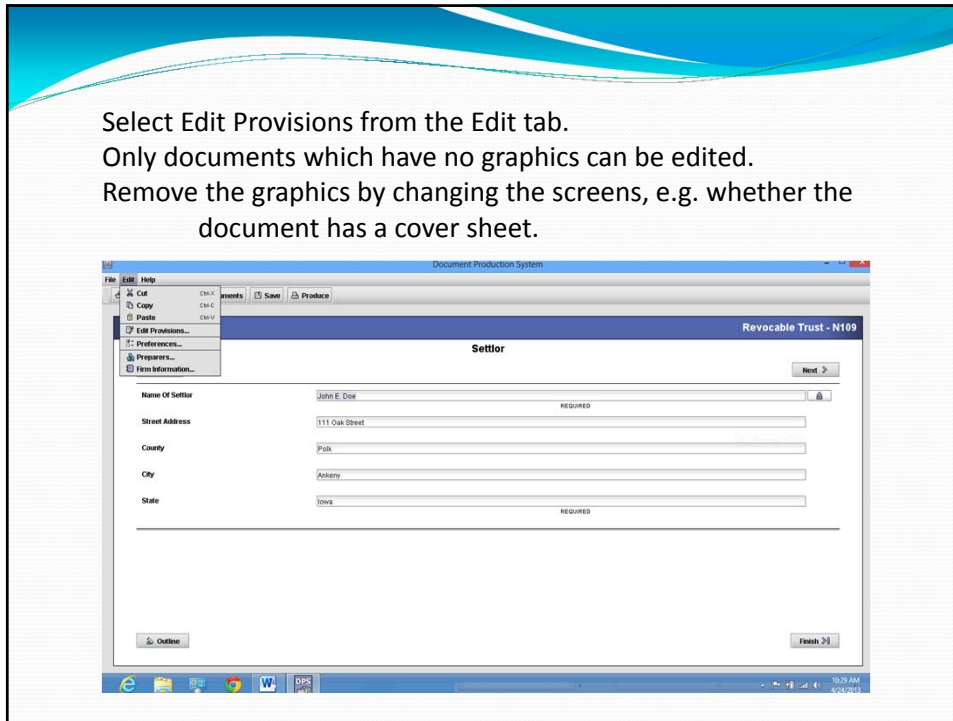 Select Edit Provisions from the Edit tab.
Only documents which have no graphics can be edited.
Remove the graphics by changing the screens, e.g. whether the
document has a cover sheet.
Document Production System
File Edit Help
Cut Ctrl-X
Copy Ctrl-C
Paste Ctrl-V
Edit Provisions...
Preferences...
Preparers...
Firm Information...
uments Save Produce
Revocable Trust - N109
Settlor
Next
Name Of Settlor John E. Doe
REQUIRED
Street Address 111 Oak Street
County Polk
City Ankeny
State Iowa
REQUIRED
Outline Finish
W DPS
10:29 AM
4/24/2013